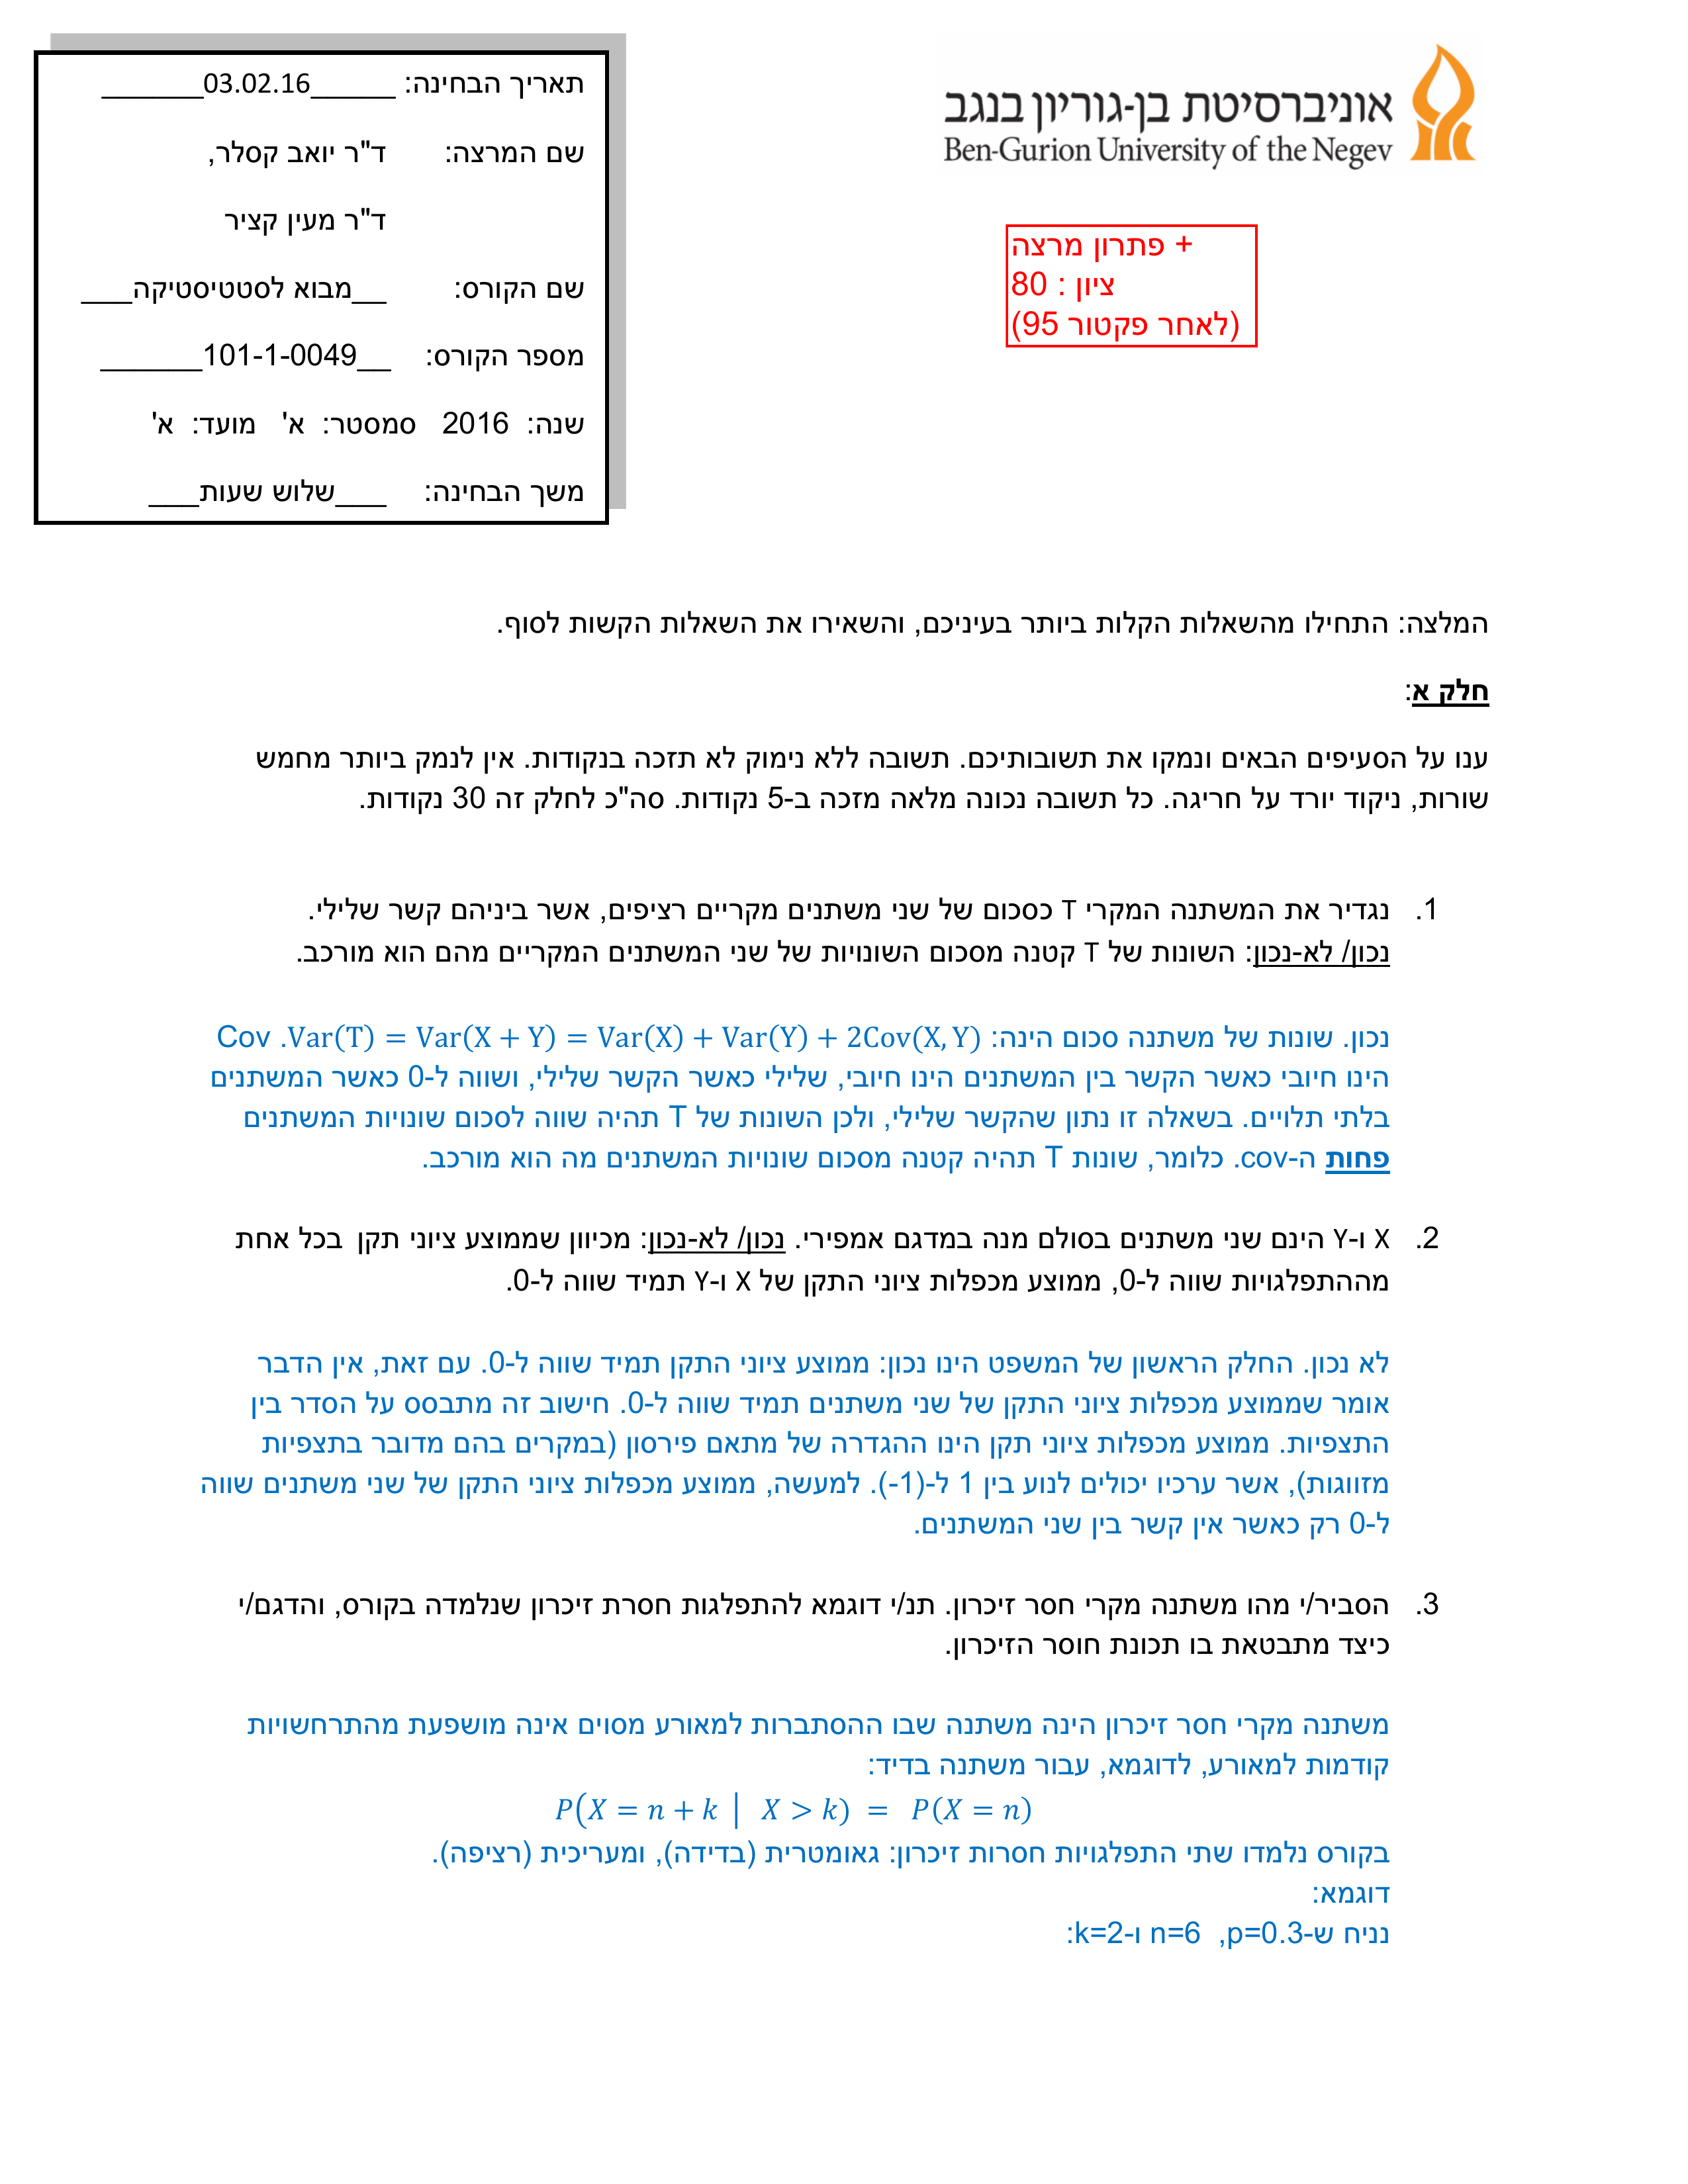 תאריך הבחינה: _____03.02.16________
שם המרצה: ד"ר יואב קסלר,
ד"ר מעין קציר
שם הקורס: __מבוא לסטטיסטיקה___
מספר הקורס: __101-1-0049______
שנה: 2016 סמסטר: א' מועד: א'
משך הבחינה: ___שלוש שעות___
אוניברסיטת בן-גוריון בנגב
Ben-Gurion University of the Negev
+ פתרון מרצה
ציון : 80
(לאחר פקטור 95)
המלצה: התחילו מהשאלות הקלות ביותר בעיניכם, והשאירו את השאלות הקשות לסוף.
חלק א:
ענו על הסעיפים הבאים ונמקו את תשובותיכם. תשובה ללא נימוק לא תזכה בנקודות. אין לנמק ביותר מחמש
שורות, ניקוד יורד על חריגה. כל תשובה נכונה מלאה מזכה ב-5 נקודות. סה"כ לחלק זה 30 נקודות.
1. נגדיר את המשתנה המקרי T כסכום של שני משתנים מקריים רציפים, אשר ביניהם קשר שלילי.
נכון/ לא-נכון: השונות של T קטנה מסכום השונויות של שני המשתנים המקריים מהם הוא מורכב.
נכון. שונות של משתנה סכום הינה: Var(T) = Var(X + Y) = Var(X) + Var(Y) + 2Cov(X, Y). Cov
הינו חיובי כאשר הקשר בין המשתנים הינו חיובי, שלילי כאשר הקשר שלילי, ושווה ל-0 כאשר המשתנים
בלתי תלויים. בשאלה זו נתון שהקשר שלילי, ולכן השונות של T תהיה שווה לסכום שונויות המשתנים
פחות ה-cov. כלומר, שונות T תהיה קטנה מסכום שונויות המשתנים מה הוא מורכב.
2. X ו-Y הינם שני משתנים בסולם מנה במדגם אמפירי. נכון/ לא-נכון: מכיוון שממוצע ציוני תקן בכל אחת
מההתפלגויות שווה ל-0, ממוצע מכפלות ציוני התקן של X ו-Y תמיד שווה ל-0.
לא נכון. החלק הראשון של המשפט הינו נכון: ממוצע ציוני התקן תמיד שווה ל-0. עם זאת, אין הדבר
אומר שממוצע מכפלות ציוני התקן של שני משתנים תמיד שווה ל-0. חישוב זה מתבסס על הסדר בין
התצפיות. ממוצע מכפלות ציוני תקן הינו ההגדרה של מתאם פירסון (במקרים בהם מדובר בתצפיות
מזווגות), אשר ערכיו יכולים לנוע בין 1 ל-(1-). למעשה, ממוצע מכפלות ציוני התקן של שני משתנים שווה
ל-0 רק כאשר אין קשר בין שני המשתנים.
3. הסביר/י מהו משתנה מקרי חסר זיכרון. תנ/י דוגמא להתפלגות חסרת זיכרון שנלמדה בקורס, והדגם/י
כיצד מתבטאת בו תכונת חוסר הזיכרון.
משתנה מקרי חסר זיכרון הינה משתנה שבו ההסתברות למאורע מסוים אינה מושפעת מהתרחשויות
קודמות למאורע, לדוגמא, עבור משתנה בדיד:
P(X = n + k | X > k) = P(X = n)
בקורס נלמדו שתי התפלגויות חסרות זיכרון: גאומטרית (בדידה), ומעריכית (רציפה).
דוגמא:
נניח ש-p=0.3, n=6 ו-k=2: